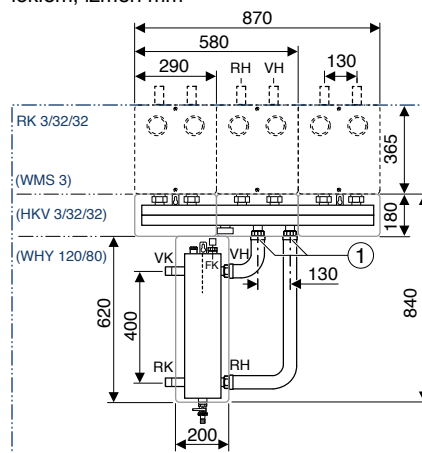 mm
870
580
290
RH
VH
130
RK 3/32/32
365
(WMS 3)
(HKV 3/32/32)
180
(WHY 120/80)
VH
1
VK
FK
130
620
400
840
RK
RH
200